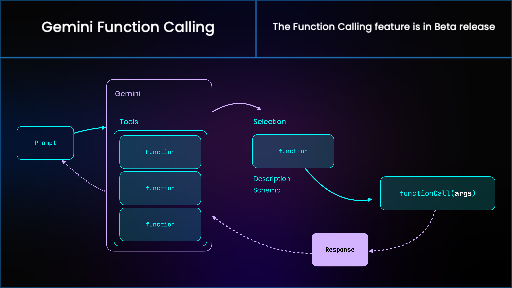 Gemini Function Calling
The Function Calling feature is in Beta release
Gemini
Tools
Selection
Prompt
function
function
function
function
Description
Schema
functionCall(args)
Response